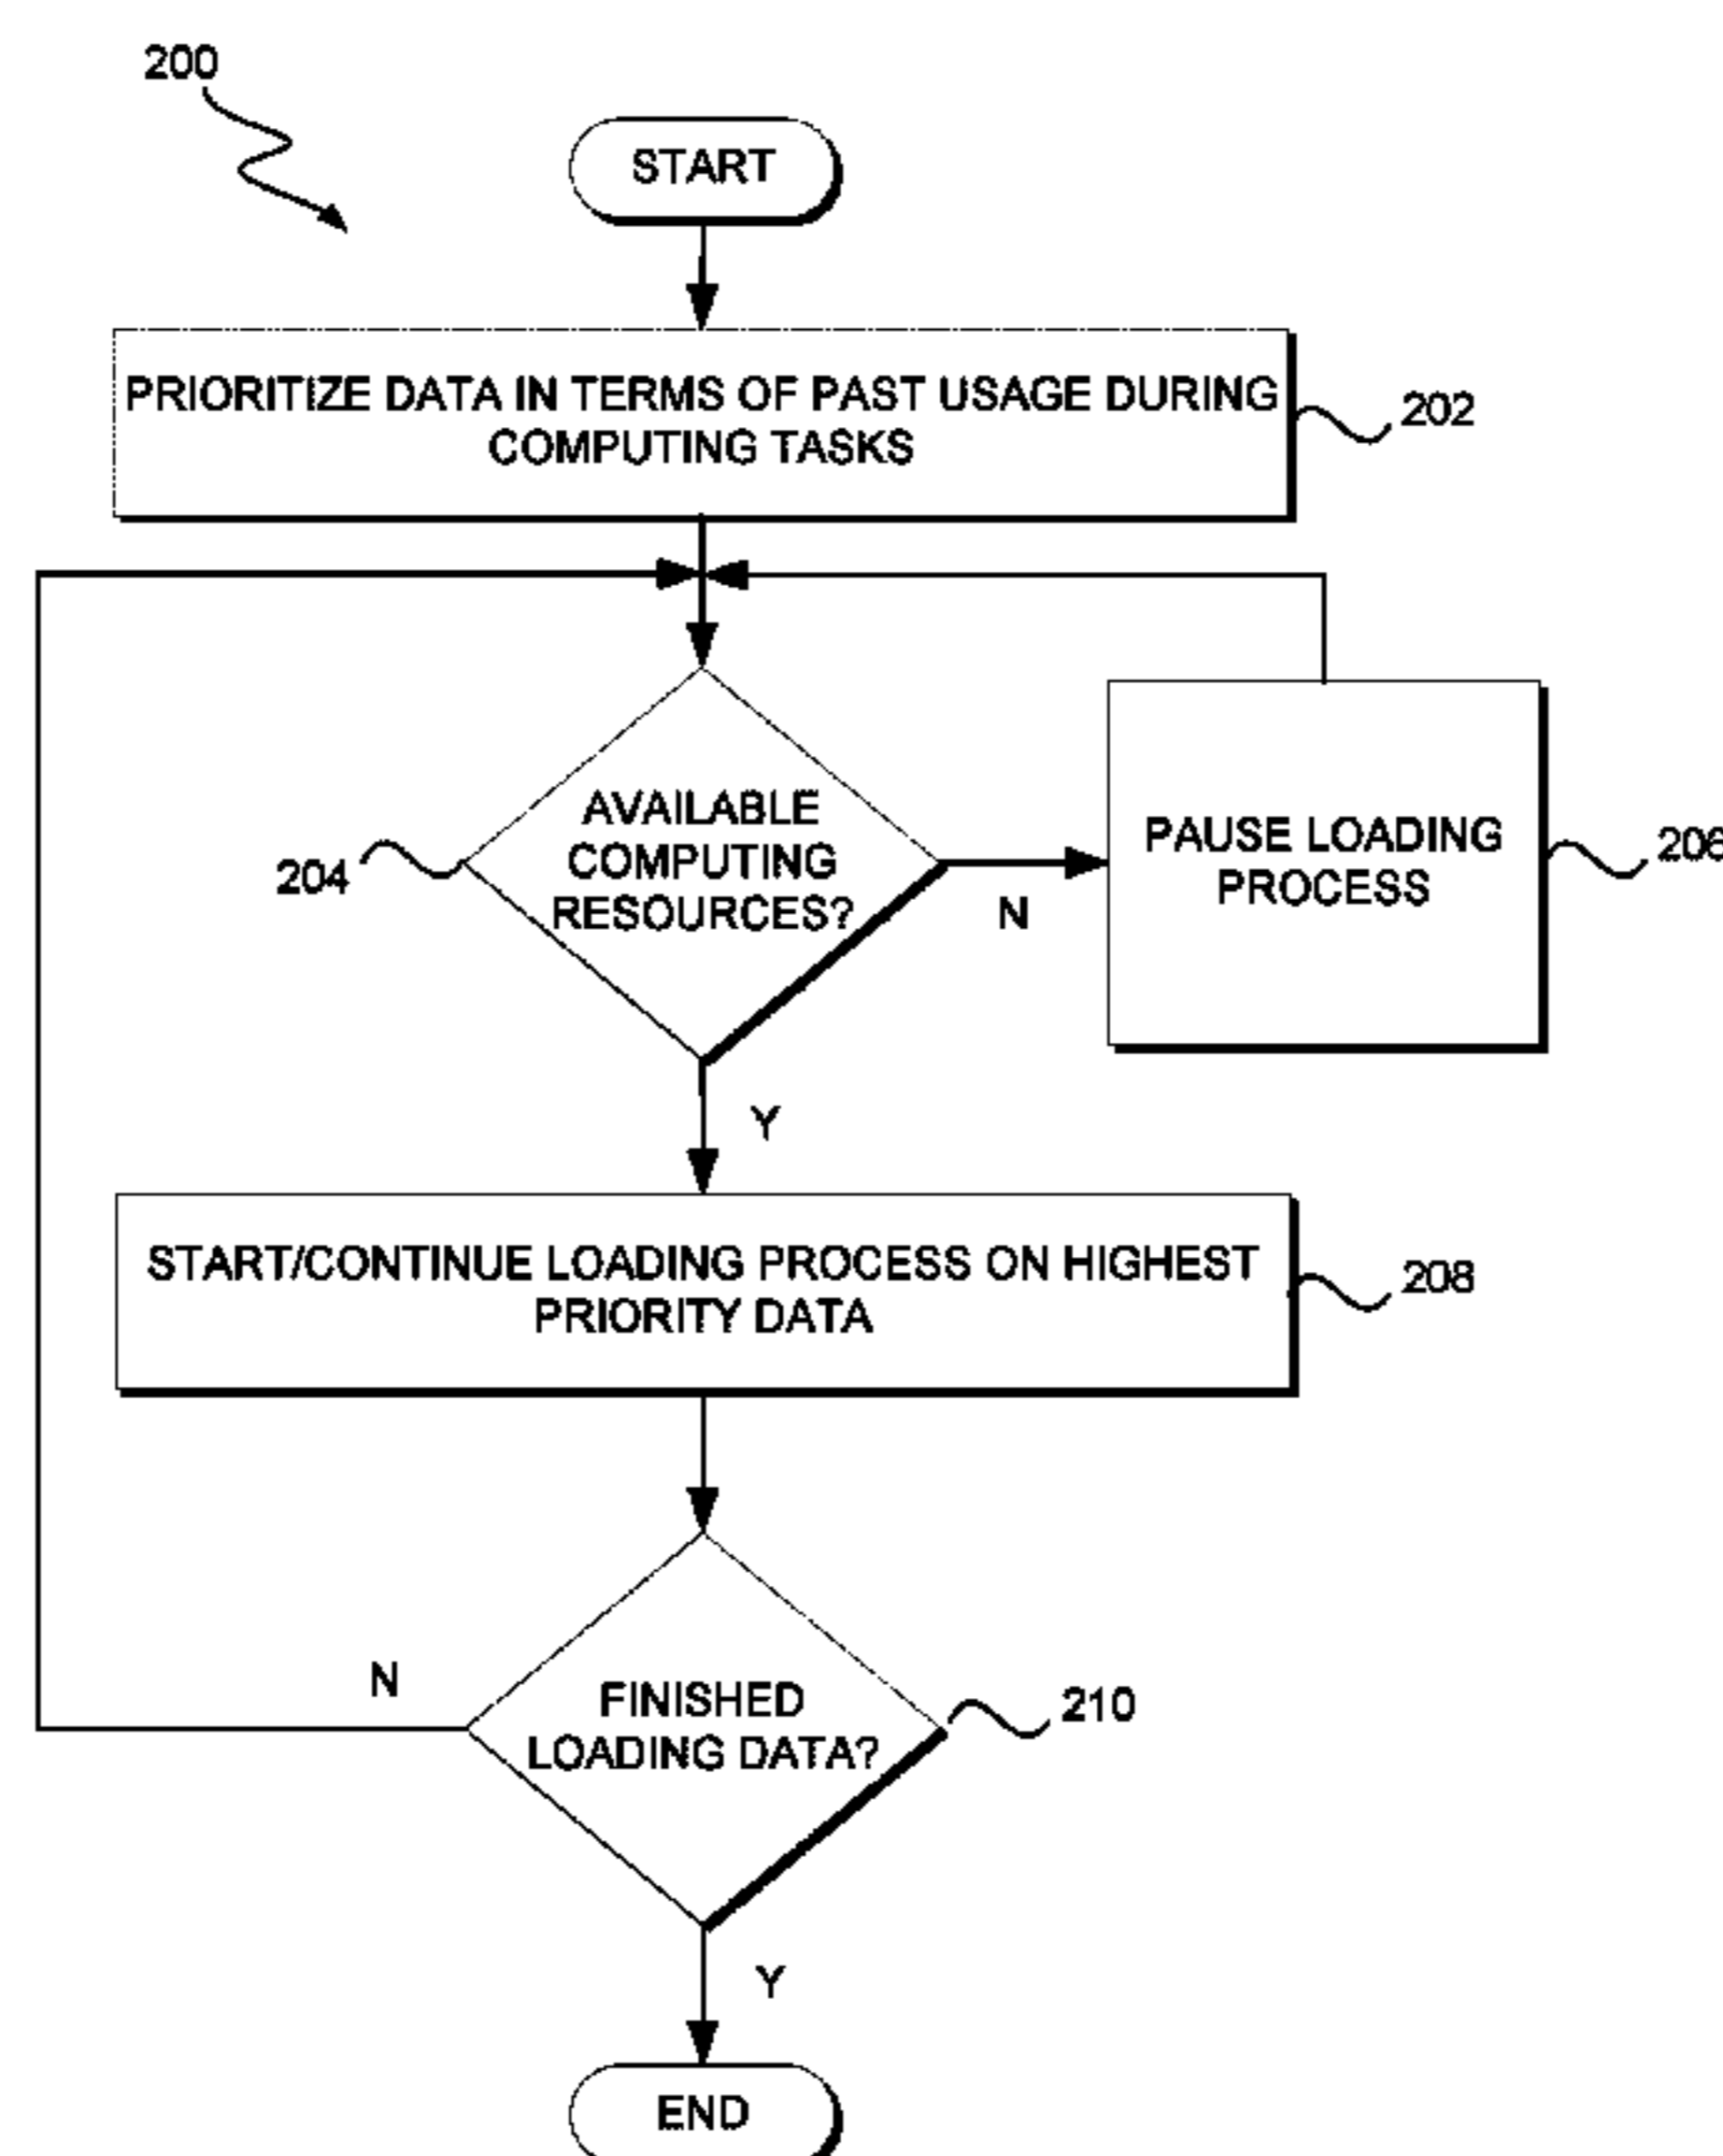 200
START
PRIORITIZE DATA IN TERMS OF PAST USAGE DURING
COMPUTING TASKS
202
AVAILABLE
COMPUTING
RESOURCES?
204
N
PAUSE LOADING
PROCESS
206
Y
START/CONTINUE LOADING PROCESS ON HIGHEST
PRIORITY DATA
208
N
FINISHED
LOADING DATA?
210
Y
END